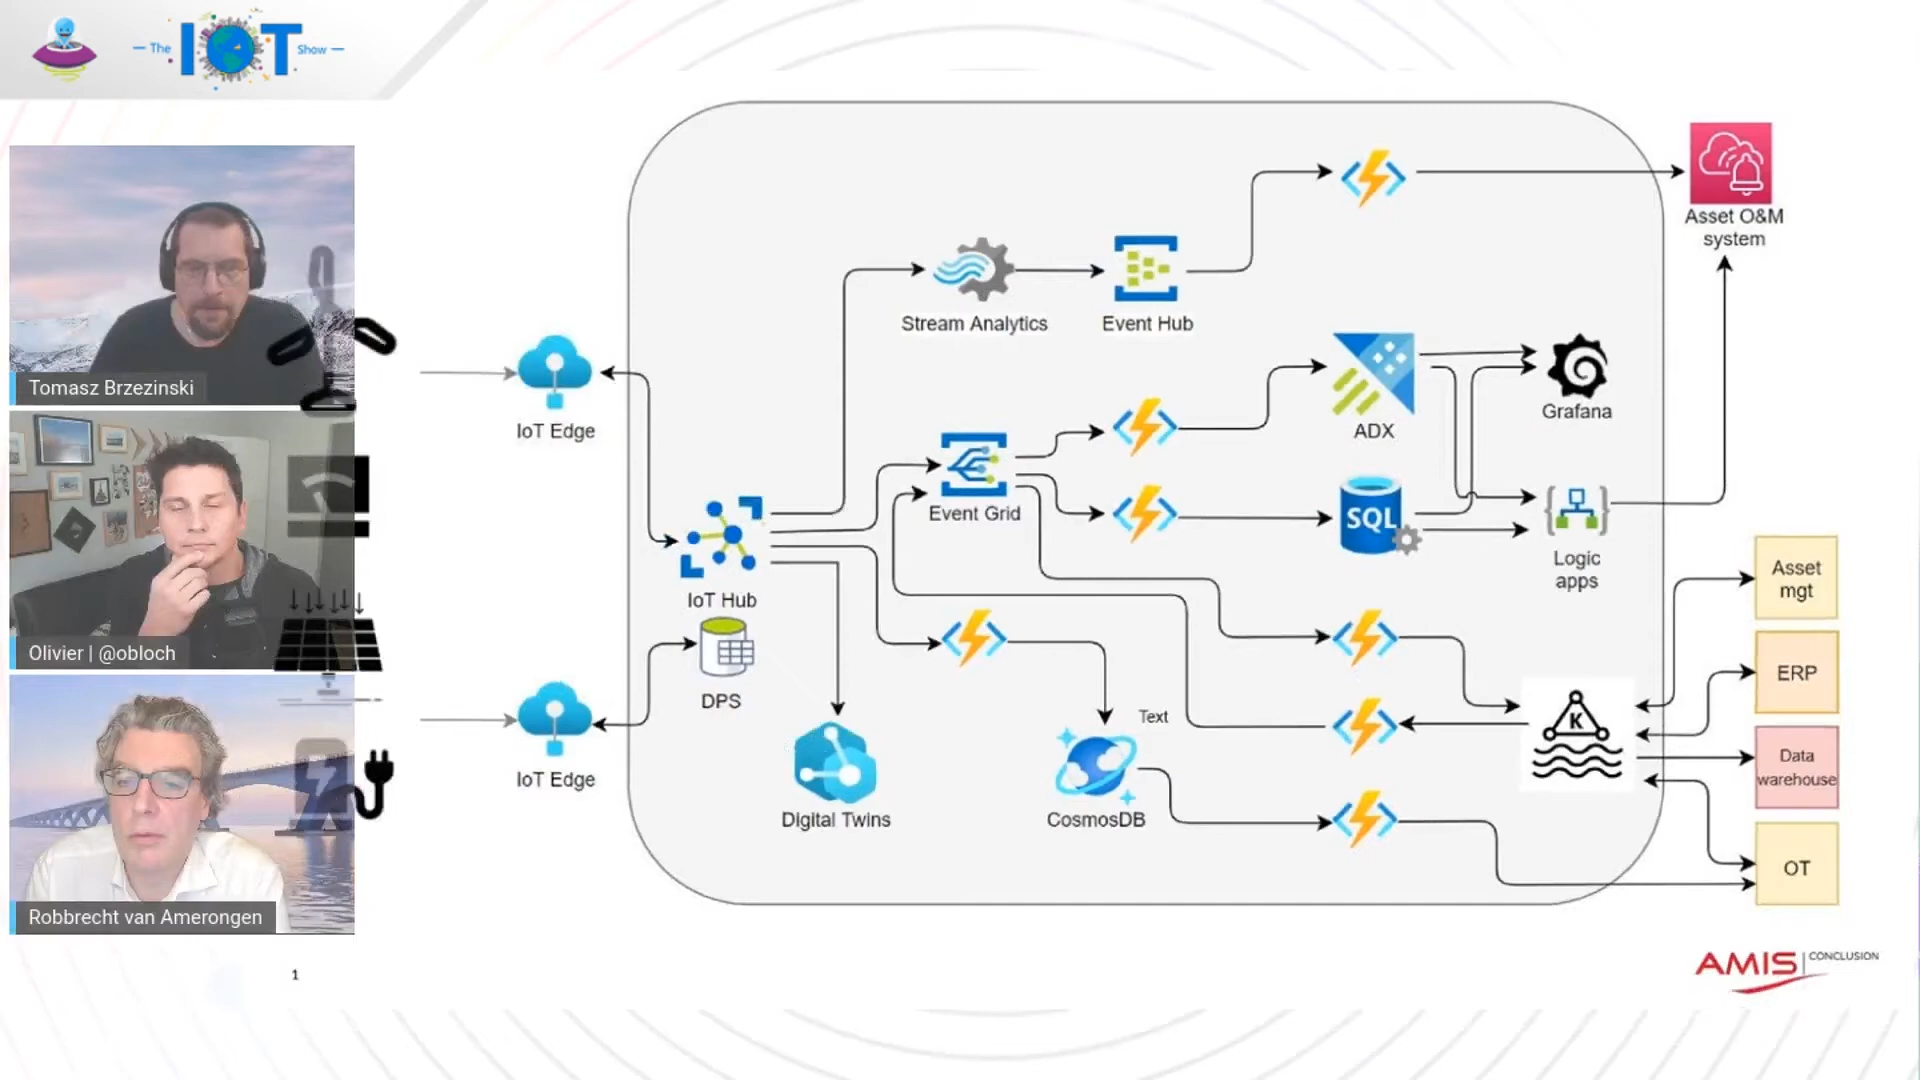 The IOT Show
Tomasz Brzezinski
Olivier | @obloch
Robbrecht van Amerongen
IoT Edge
IoT Edge
IoT Hub
DPS
Stream Analytics
Event Hub
Event Grid
ADX
SQL
Grafana
Logic
apps
Asset O&M
system
Digital Twins
CosmosDB
Text
K
Asset
mgt
ERP
Data
warehouse
OT
1
AMIS | CONCLUSION